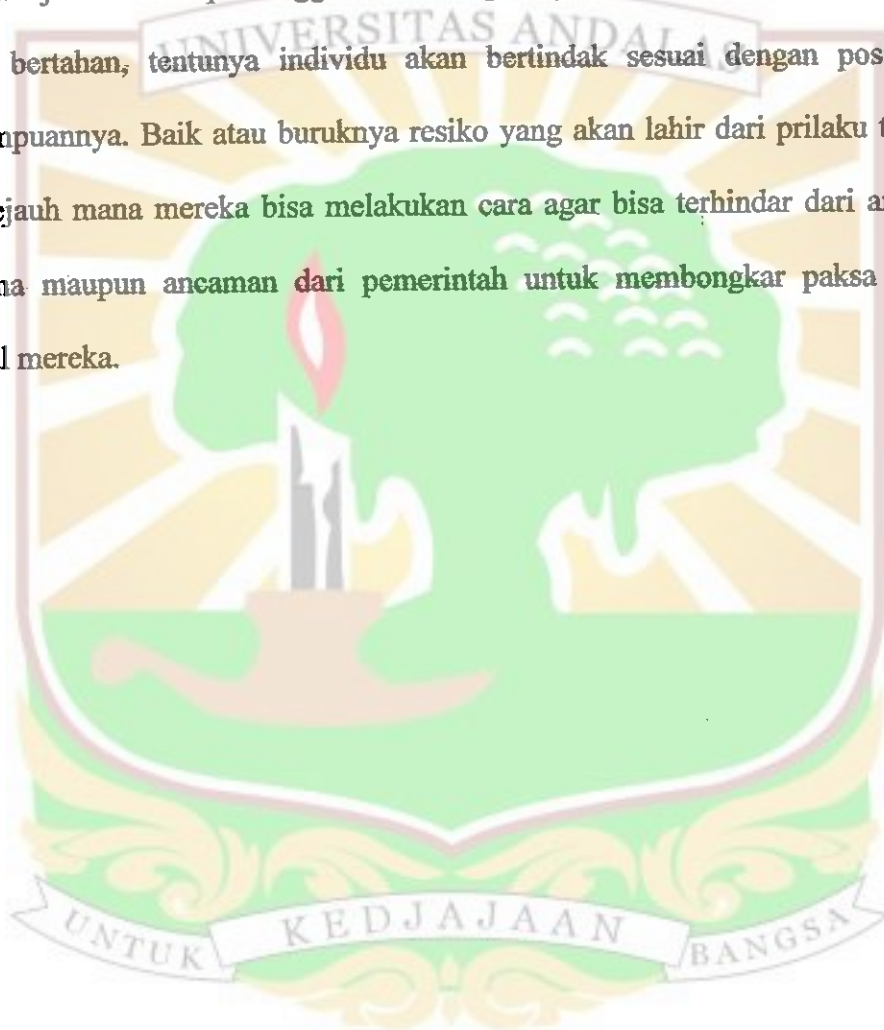 UNIVERSITAS ANDALAS
bertahan, tentunya individu akan bertindak sesuai dengan pos
npuannya. Baik atau buruknya resiko yang akan lahir dari prilaku t
ejauh mana mereka bisa melakukan cara agar bisa terhindar dari a
na maupun ancaman dari pemerintah untuk membongkar paksa
l mereka.
UNTUK KEDJAJAAN BANGSA